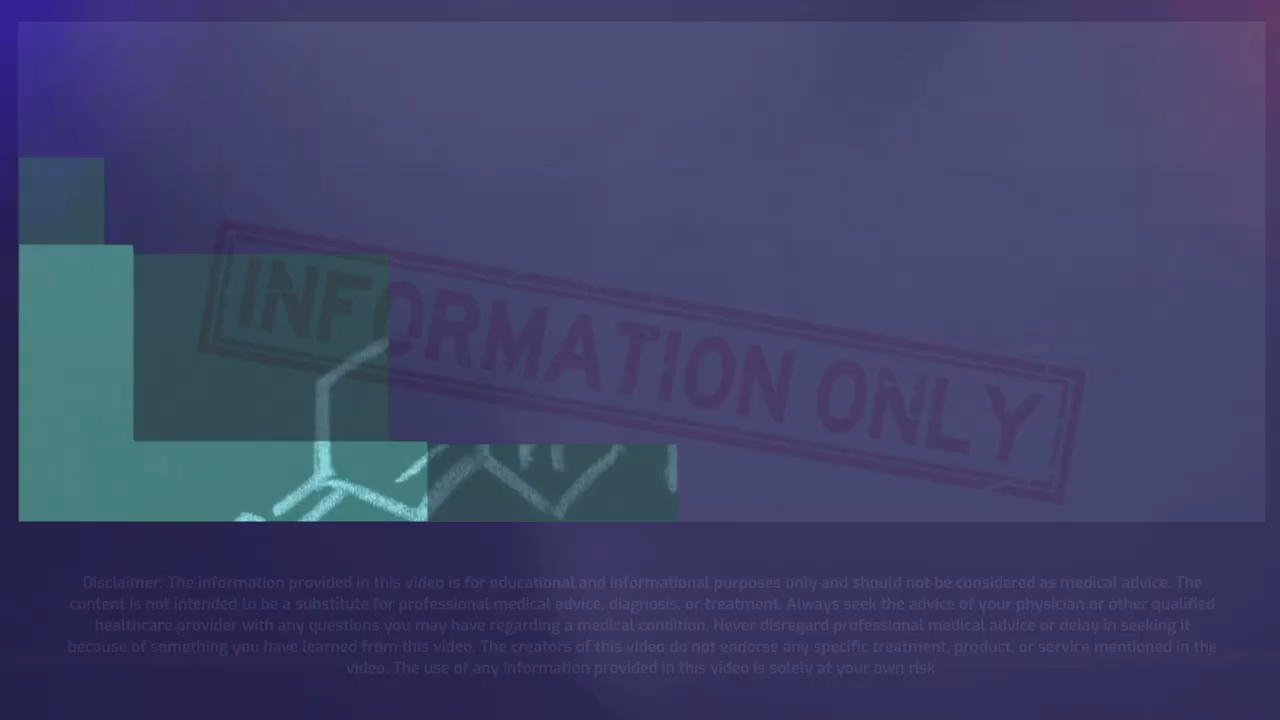 INFORMATION ONLY
Disclaimer: The information provided in this video is for educational and informational purposes only and should not be considered as medical advice. The
content is not intended to be a substitute for professional medical advice, diagnosis, or treatment. Always seek the advice of your physician or other qualified
healthcare provider with any questions you may have regarding a medical condition. Never disregard professional medical advice or delay in seeking it
because of something you have learned from this video. The creators of this video do not endorse any specific treatment, product, or service mentioned in the
video. The use of any information provided in this video is solely at your own risk